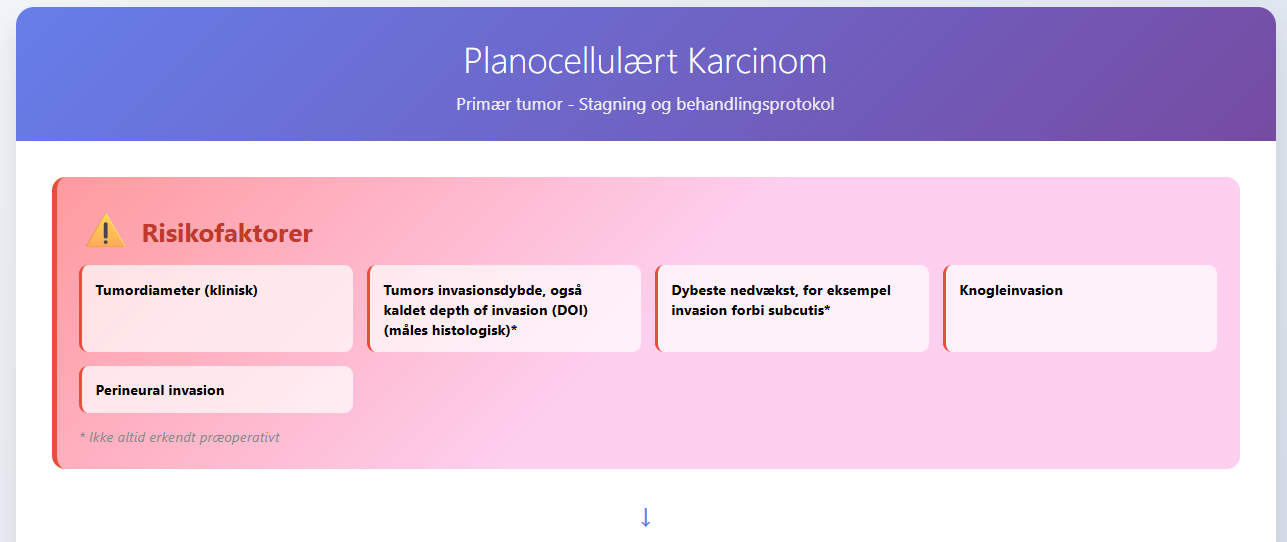 Planocellulært Karcinom
Primær tumor - Stagning og behandlingsprotokol
Risikofaktorer
Tumordiameter (klinisk)
Tumors invasionsdybde, også
kaldet depth of invasion (DOI)
(måles histologisk)*
Dybeste nedvækst, for eksempel
invasion forbi subcutis*
Knogleinvasion
Perineural invasion
* Ikke altid erkendt præoperativt
↓